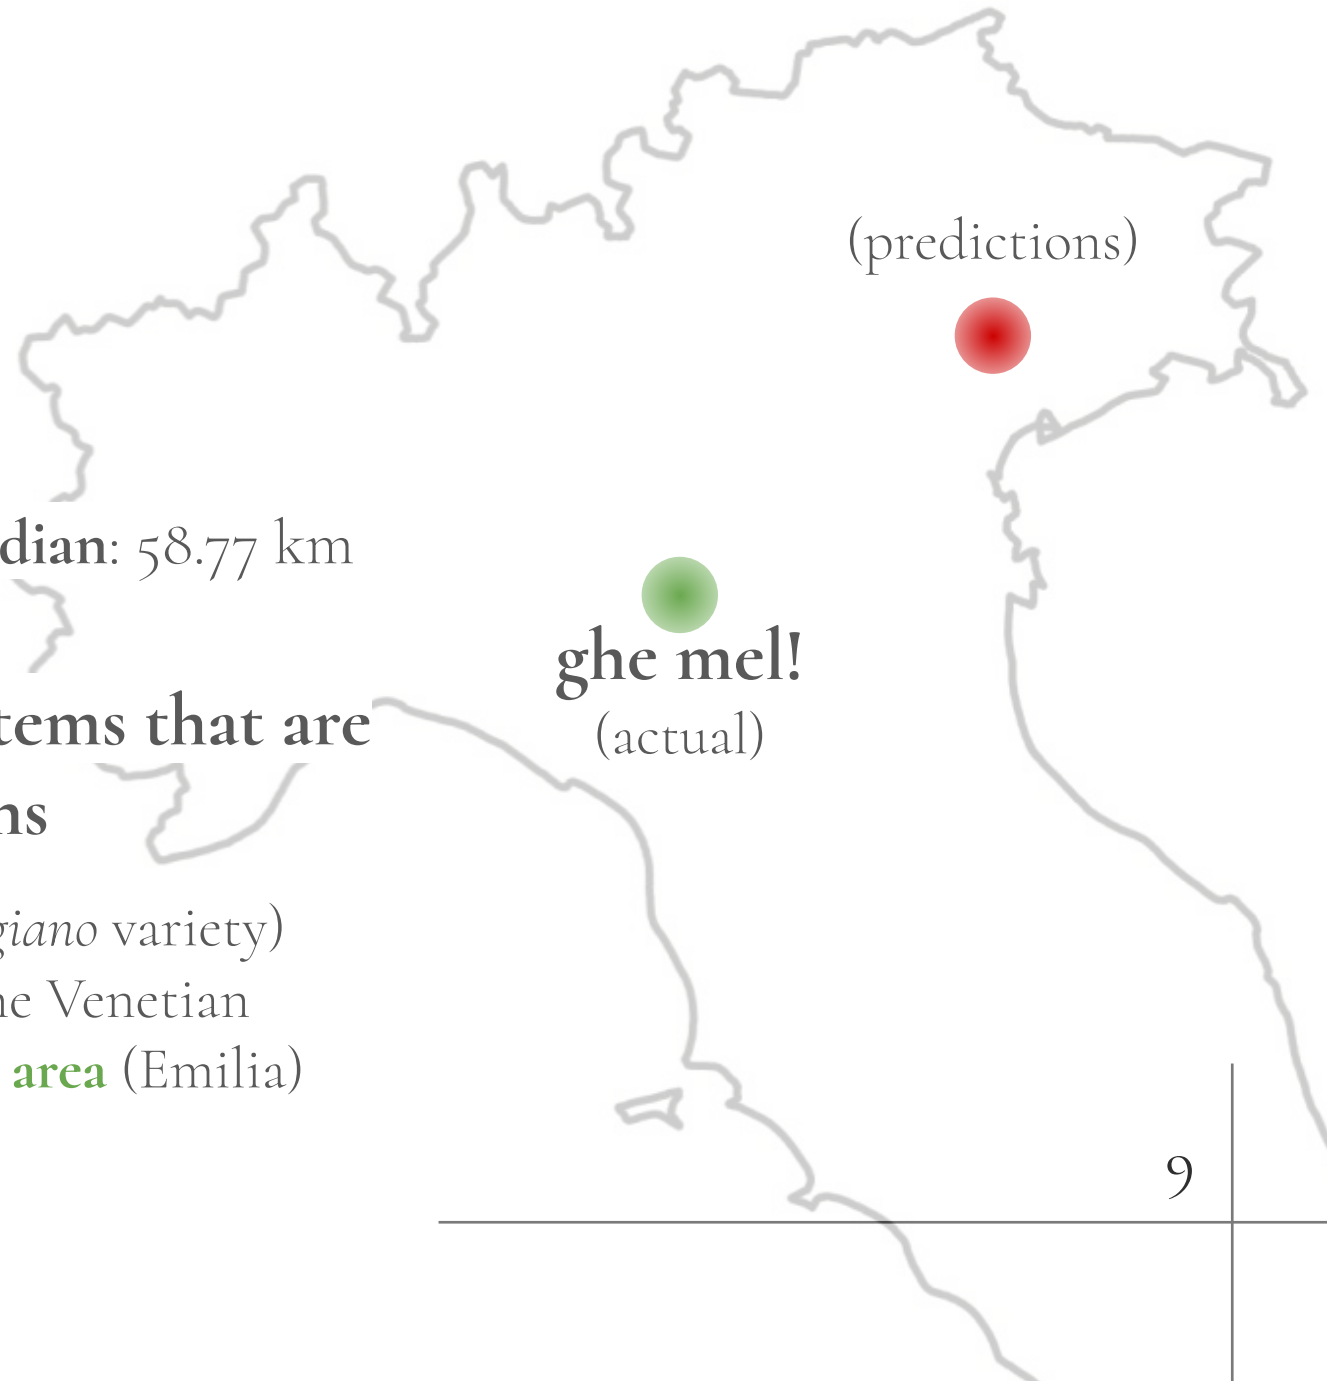 (predictions)
dian: 58.77 km
ghe mel!
(actual)
tems that are
ns
giano variety)
ne Venetian
area (Emilia)
9